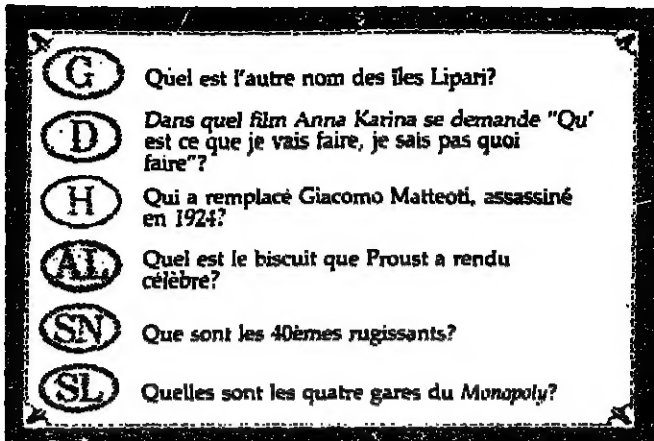 G Quel est l'autre nom des îles Lipari?
D Dans quel film Anna Karina se demande "Qu'
est ce que je vais faire, je sais pas quoi
faire"?
H Qui a remplacé Giacomo Matteoti, assassiné
en 1924?
AL Quel est le biscuit que Proust a rendu
célèbre?
SN Que sont les 40èmes rugissants?
SL Quelles sont les quatre gares du Monopoly?